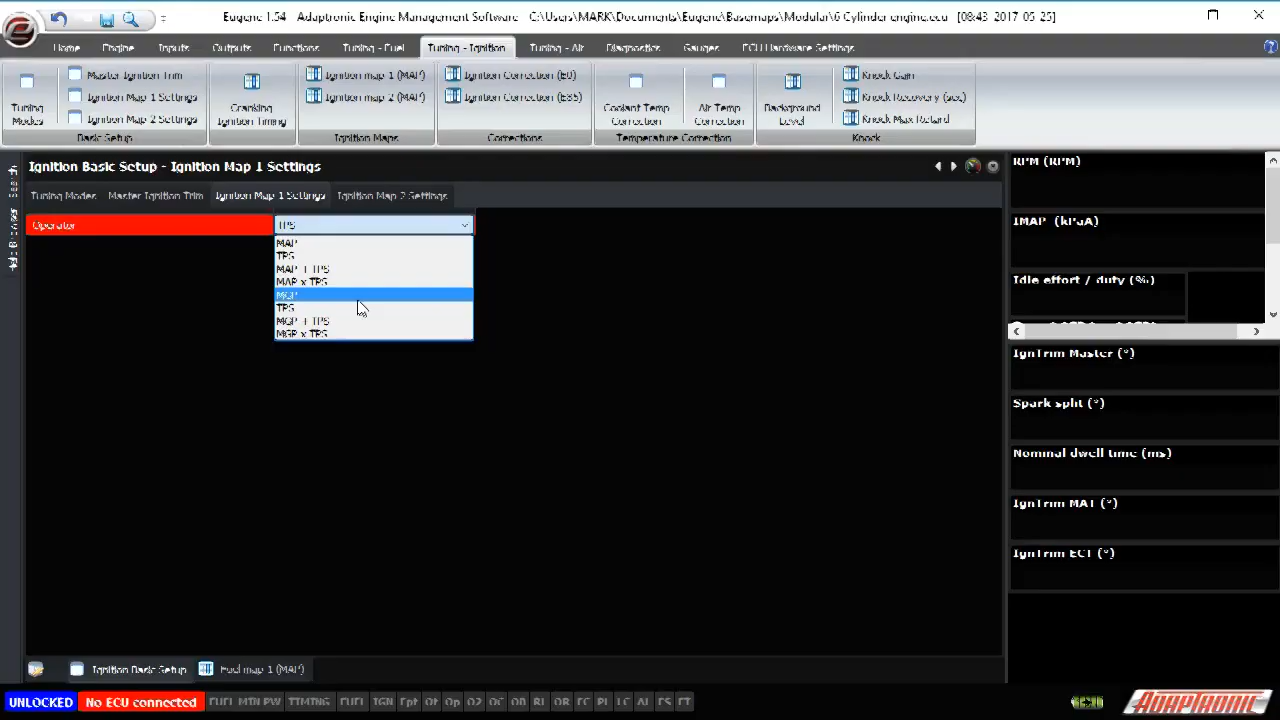 Eugene 1.54 - Adaptronic Engine Management Software - C:\Users\MARK\Documents\Eugene\Basemaps\Modular\6 Cylinder engine.ecu - [08:43 2017-05-25]
Home Engine Inputs Outputs Functions Tuning - Fuel Tuning - Ignition Tuning - Air Diagnostics Gauges ECU Hardware Settings
Tuning Modes
Master Ignition Trim
Ignition Map 1 Settings
Ignition Map 2 Settings
Basic Setup
Cranking Ignition Timing
Ignition map 1 (MAP)
Ignition map 2 (MAP)
Ignition Maps
Ignition Correction (E0)
Ignition Correction (E85)
Corrections
Coolant Temp Correction
Air Temp Correction
Temperature Correction
Background Level
Knock Gain
Knock Recovery (sec)
Knock Max Retard
Knock
Search
Ignition Basic Setup - Ignition Map 1 Settings
Tuning Modes Master Ignition Trim Ignition Map 1 Settings Ignition Map 2 Settings
Operator TPS
MAP
TPS
MAP + TPS
MAP x TPS
MGP
TPS
MGP + TPS
MGP x TPS
RPM (RPM)
IMAP (kPaA)
Idle effort / duty (%)
IgnTrim Master (°)
Spark split (°)
Nominal dwell time (ms)
IgnTrim MAT (°)
IgnTrim ECT (°)
Ignition Basic Setup Fuel map 1 (MAP)
UNLOCKED No ECU connected FUEL MTN PW TIMING FUEL IGN
ADAPTRONIC